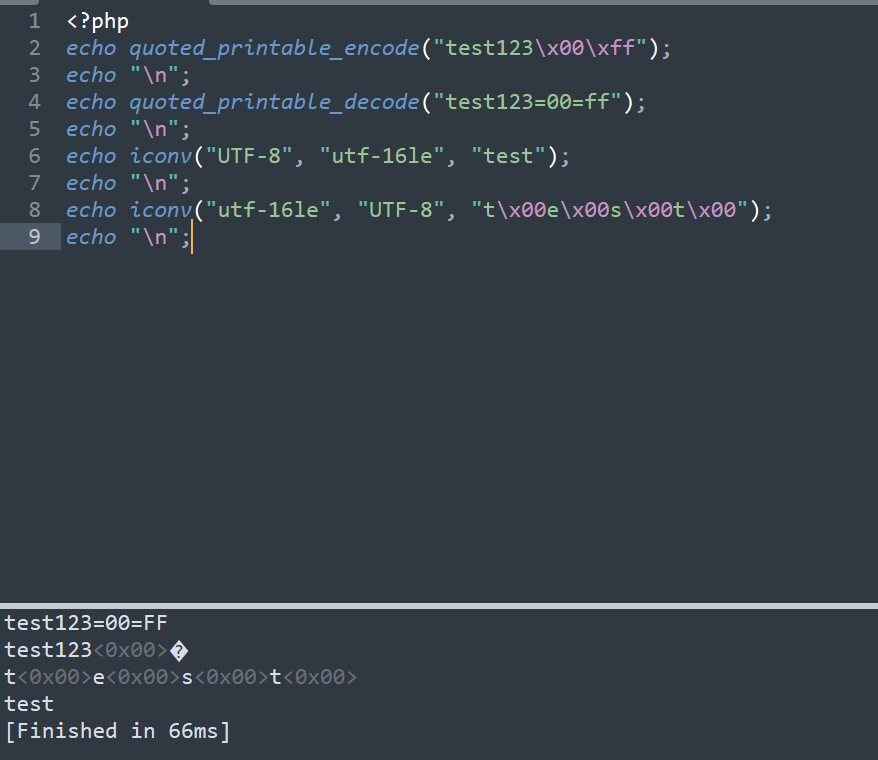 1 <?php
2 echo quoted_printable_encode("test123\x00\xff");
3 echo "\n";
4 echo quoted_printable_decode("test123=00=ff");
5 echo "\n";
6 echo iconv("UTF-8", "utf-16le", "test");
7 echo "\n";
8 echo iconv("utf-16le", "UTF-8", "t\x00e\x00s\x00t\x00");
9 echo "\n";
test123=00=FF
test123<0x00>�
t<0x00>e<0x00>s<0x00>t<0x00>
test
[Finished in 66ms]